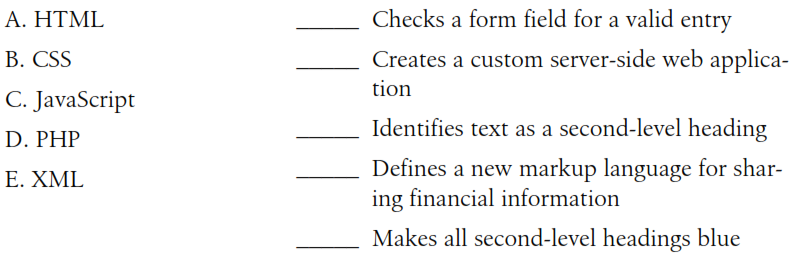 A. HTML
B. CSS
C. JavaScript
D. PHP
E. XML
______ Checks a form field for a valid entry
______ Creates a custom server-side web applica-
tion
______ Identifies text as a second-level heading
______ Defines a new markup language for shar-
ing financial information
______ Makes all second-level headings blue